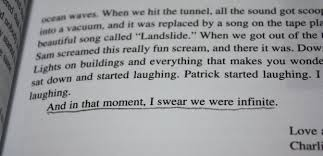 ocean waves. When we hit the tunnel, all the sound got scoop
into a vacuum, and it was replaced by a song on the tape pla
beautiful song called "Landslide." When we got out of the
Sam screamed this really fun scream, and there it was. Dow
Lights on buildings and everything that makes you wonde
sat down and started laughing. Patrick started laughing. I
laughing.
And in that moment, I swear we were infinite.
Love a
Charli